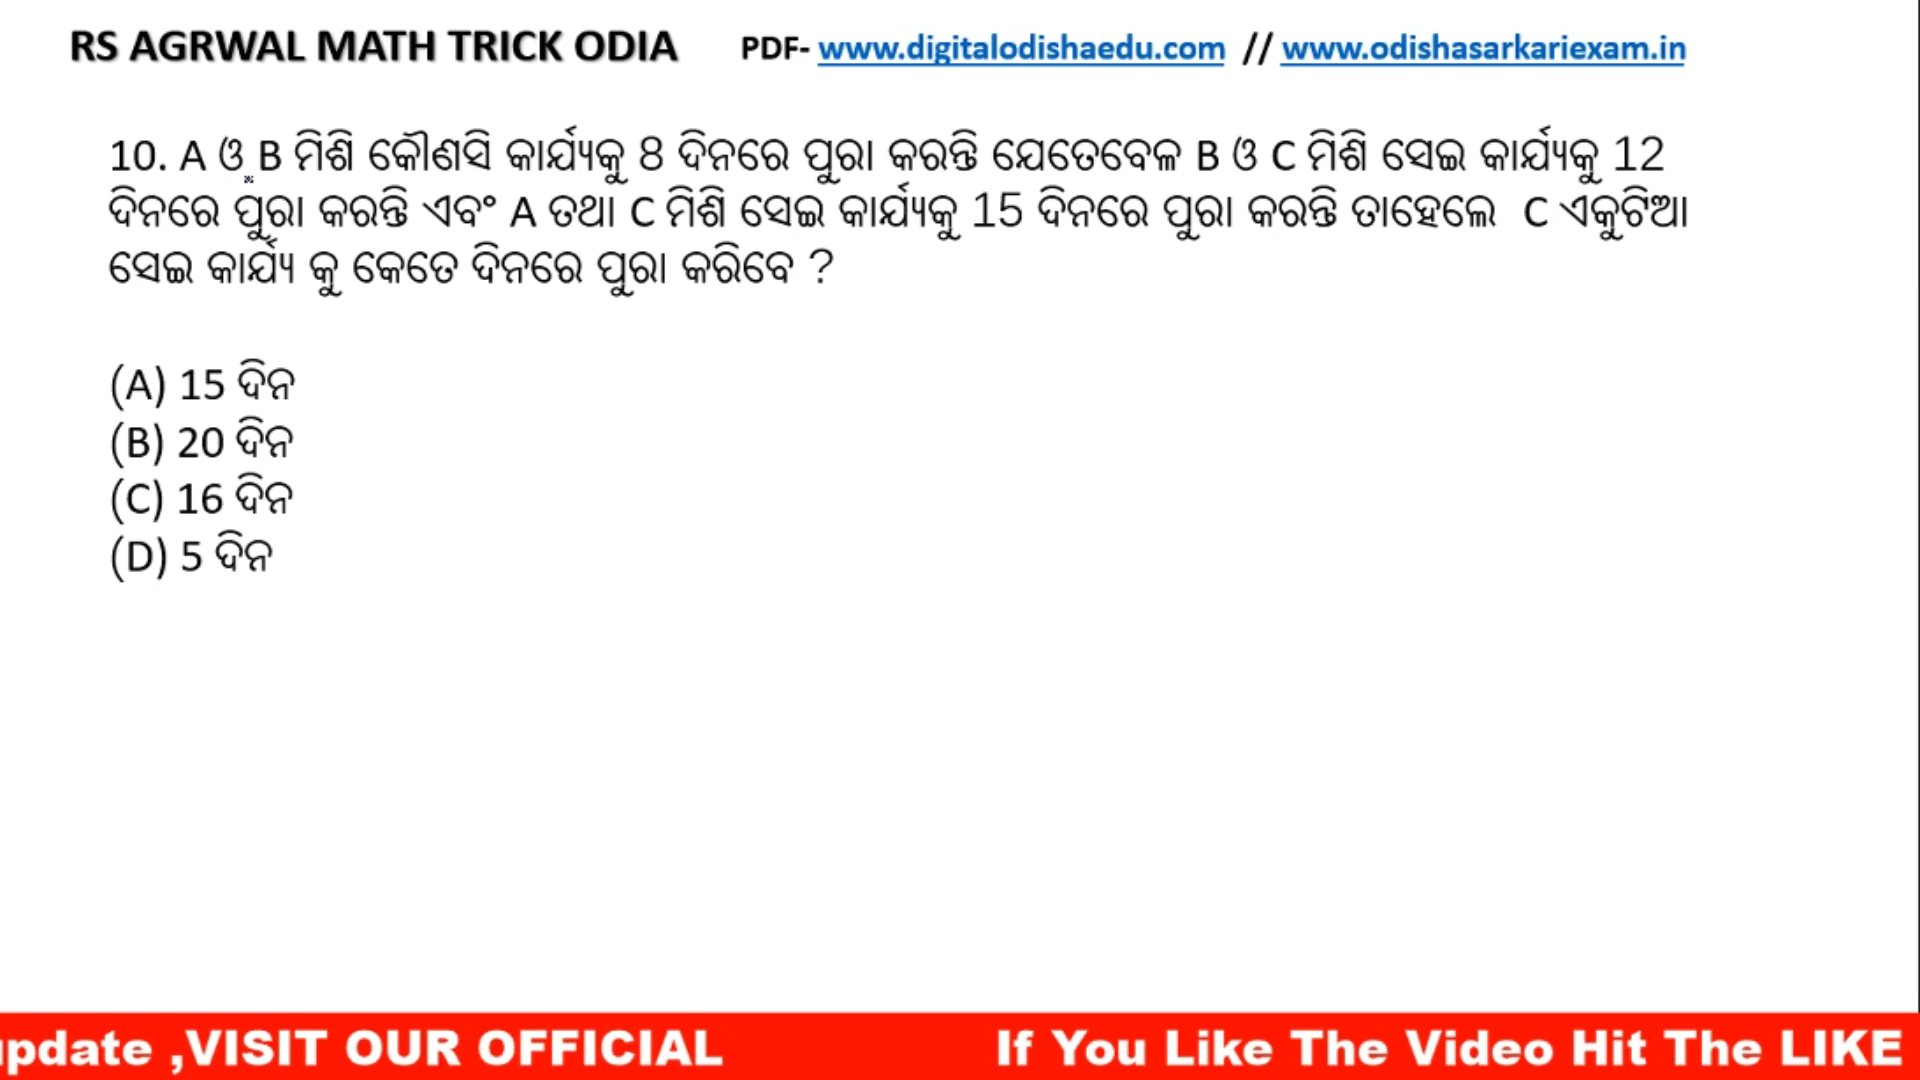 RS AGRWAL MATH TRICK ODIA PDF- www.digitalodishaedu.com // www.odishasarkariexam.in
10. A ଓ B ମିଶି କୌଣସି କାର୍ଯ୍ୟକୁ 8 ଦିନରେ ପୁରା କରନ୍ତି ଯେତେବେଳ B ଓ C ମିଶି ସେଇ କାର୍ଯ୍ୟକୁ 12
ଦିନରେ ପୁରା କରନ୍ତି ଏବଂ A ତଥା C ମିଶି ସେଇ କାର୍ଯ୍ୟକୁ 15 ଦିନରେ ପୁରା କରନ୍ତି ତାହେଲେ C ଏକୁଟିଆ
ସେଇ କାର୍ଯ୍ୟ କୁ କେତେ ଦିନରେ ପୁରା କରିବେ ?
(A) 15 ଦିନ
(B) 20 ଦିନ
(C) 16 ଦିନ
(D) 5 ଦିନ
update ,VISIT OUR OFFICIAL If You Like The Video Hit The LIKE